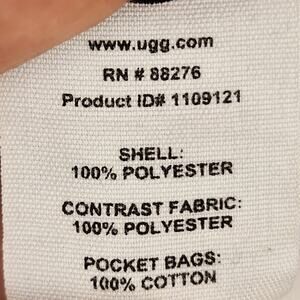 www.ugg.com
RN # 88276
Product ID# 1109121
SHELL:
100% POLYESTER
CONTRAST FABRIC:
100% POLYESTER
POCKET BAGS:
100% COTTON